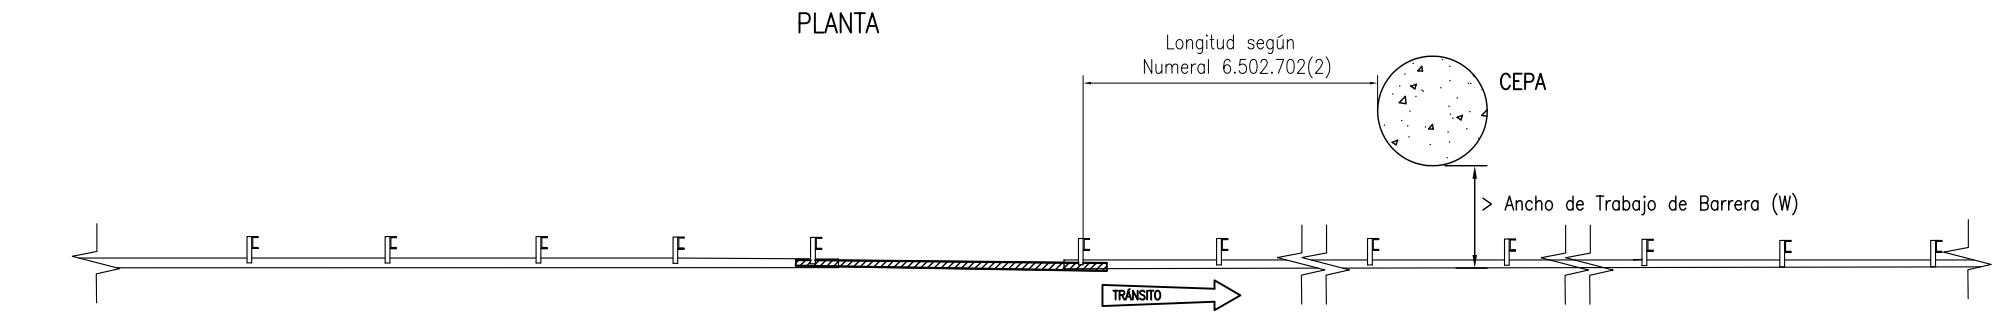 PLANTA
Longitud según
Numeral 6.502.702(2)
CEPA
> Ancho de Trabajo de Barrera (W)
TRÁNSITO